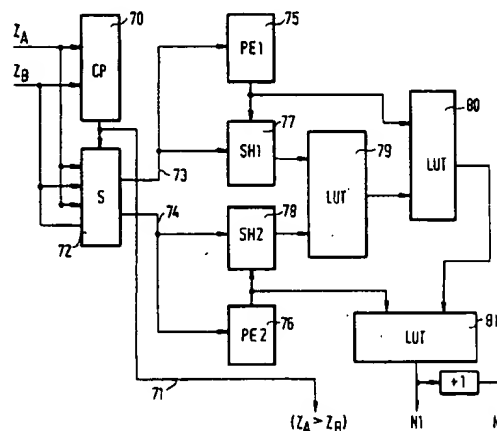 70
75
Z_A
Z_B
CP
PE1
80
77
SH1
79
LUT
S
73
LUT
74
78
SH2
72
76
PE2
81
LUT
71
+1
(Z_A > Z_B)
N1